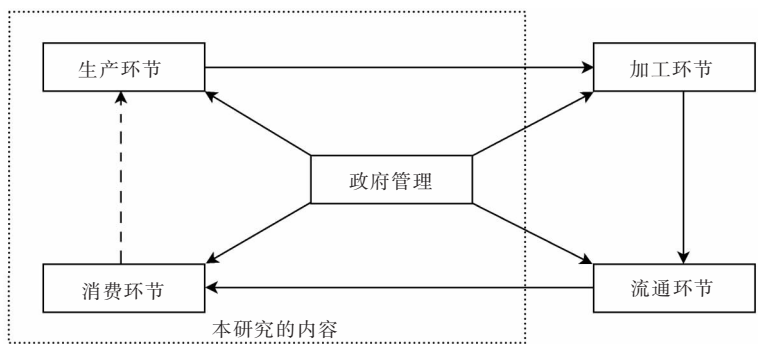 生产环节
加工环节
政府管理
消费环节
流通环节
本研究的内容